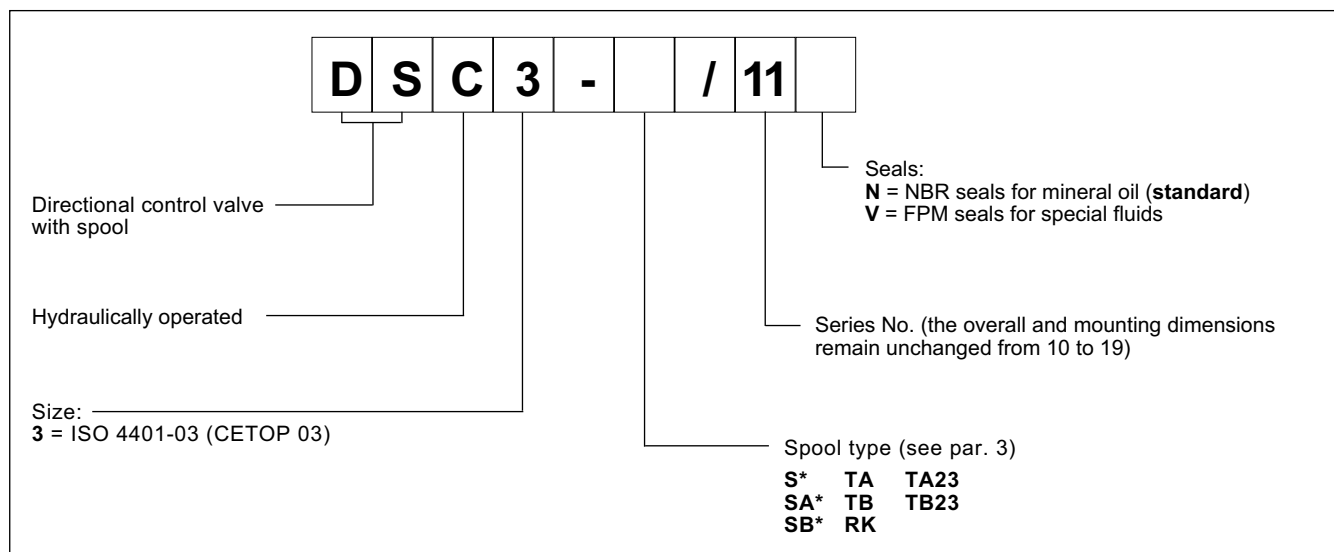 D S C 3 - / 11
Seals:
N = NBR seals for mineral oil (standard)
V = FPM seals for special fluids
Directional control valve
with spool
Hydraulically operated
Series No. (the overall and mounting dimensions
remain unchanged from 10 to 19)
Size:
3 = ISO 4401-03 (CETOP 03)
Spool type (see par. 3)
S* TA TA23
SA* TB TB23
SB* RK